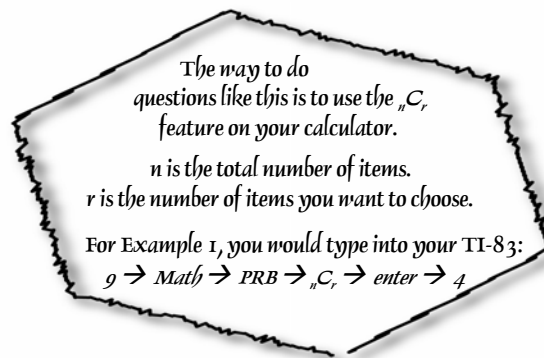 The way to do
questions like this is to use the ₙCᵣ
feature on your calculator.
n is the total number of items.
r is the number of items you want to choose.
For Example 1, you would type into your TI-83:
9 → Math → PRB → ₙCᵣ → enter → 4